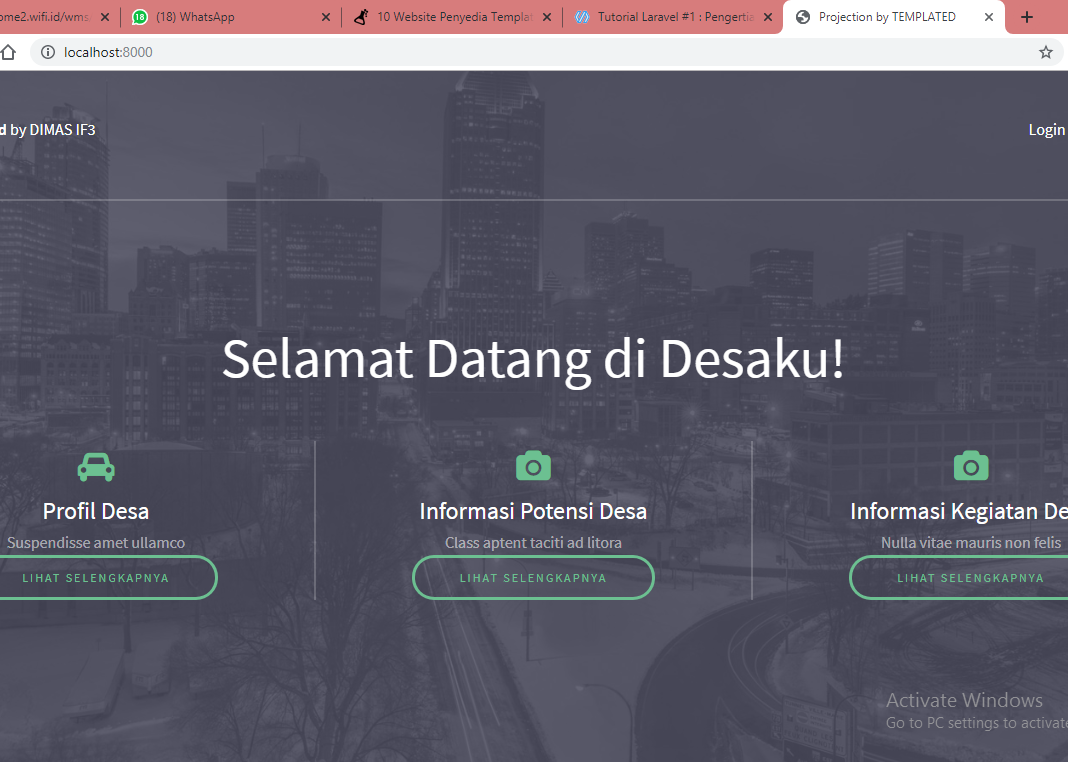 ome2.wifi.id/wms
18 (18) WhatsApp
10 Website Penyedia Templat
Tutorial Laravel #1 : Pengertia
Projection by TEMPLATED
localhost:8000
d by DIMAS IF3
Login
Selamat Datang di Desaku!
Profil Desa
Informasi Potensi Desa
Informasi Kegiatan De
Suspendisse amet ullamco
Class aptent taciti ad litora
Nulla vitae mauris non felis
LIHAT SELENGKAPNYA
LIHAT SELENGKAPNYA
LIHAT SELENGKAPNYA
Activate Windows
Go to PC settings to activate